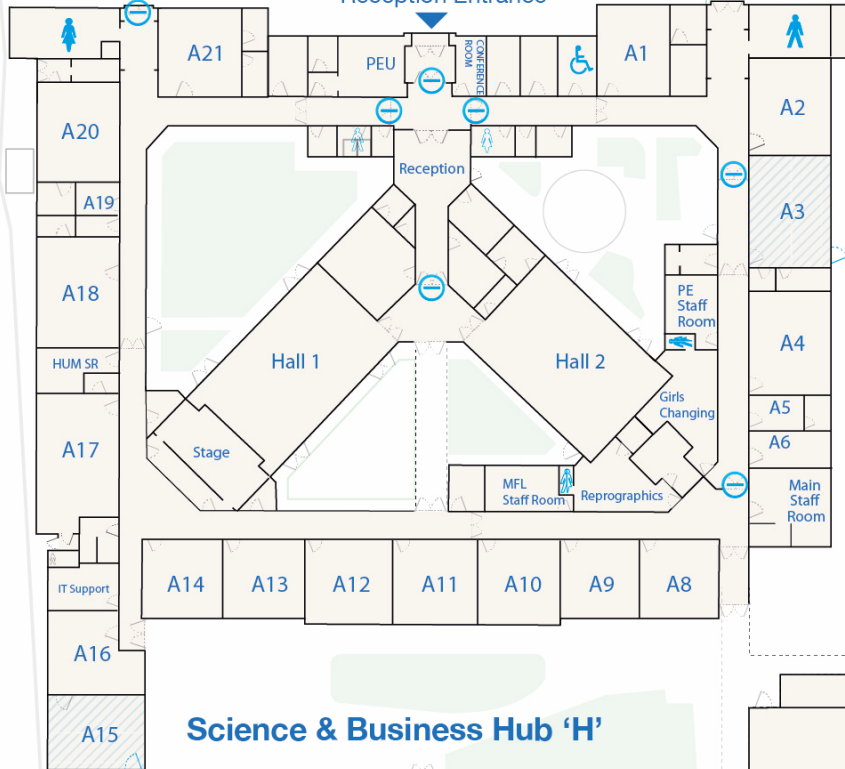 Reception Entrance
A21
PEU
CONFERENCE
ROOM
A1
A20
A2
Reception
A19
A3
A18
PE
Staff
Room
HUM SR
Hall 1
Hall 2
A4
Girls
Changing
A5
A17
Stage
A6
MFL
Staff Room
Reprographics
Main
Staff
Room
IT Support
A14
A13
A12
A11
A10
A9
A8
A16
A15
Science & Business Hub ‘H’